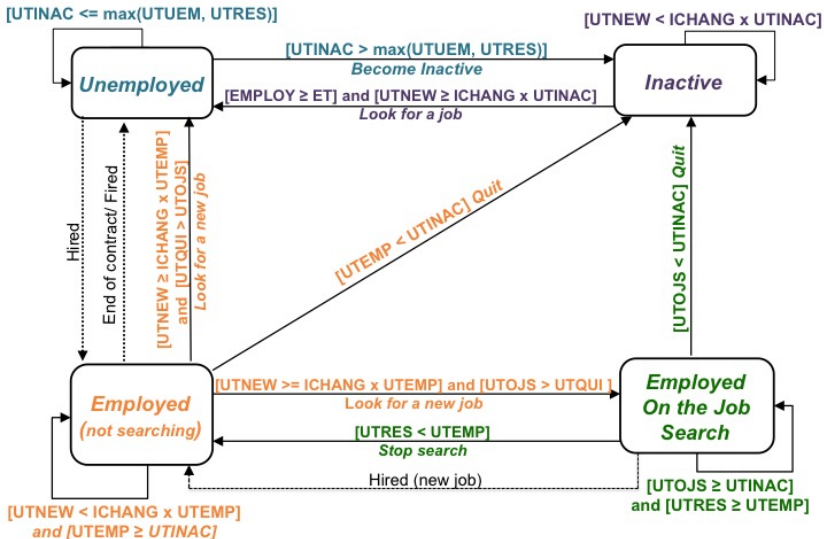 [UTINAC <= max(UTUEM, UTRES)]
[UTNEW < ICHANG x UTINAC]
[UTINAC > max(UTUEM, UTRES)]
Become Inactive
Unemployed
Inactive
[EMPLOY ≥ ET] and [UTNEW ≥ ICHANG x UTINAC]
Look for a job
Hired
End of contract/ Fired
[UTNEW ≥ ICHANG x UTEMP]
and [UTQUI > UTOJS]
Look for a new job
[UTEMP < UTINAC] Quit
[UTOJS < UTINAC] Quit
Employed
(not searching)
[UTNEW >= ICHANG x UTEMP] and [UTOJS > UTQUI ]
Look for a new job
[UTRES < UTEMP]
Stop search
Hired (new job)
Employed
On the Job
Search
[UTNEW < ICHANG x UTEMP]
and [UTEMP ≥ UTINAC]
[UTOJS ≥ UTINAC]
and [UTRES ≥ UTEMP]